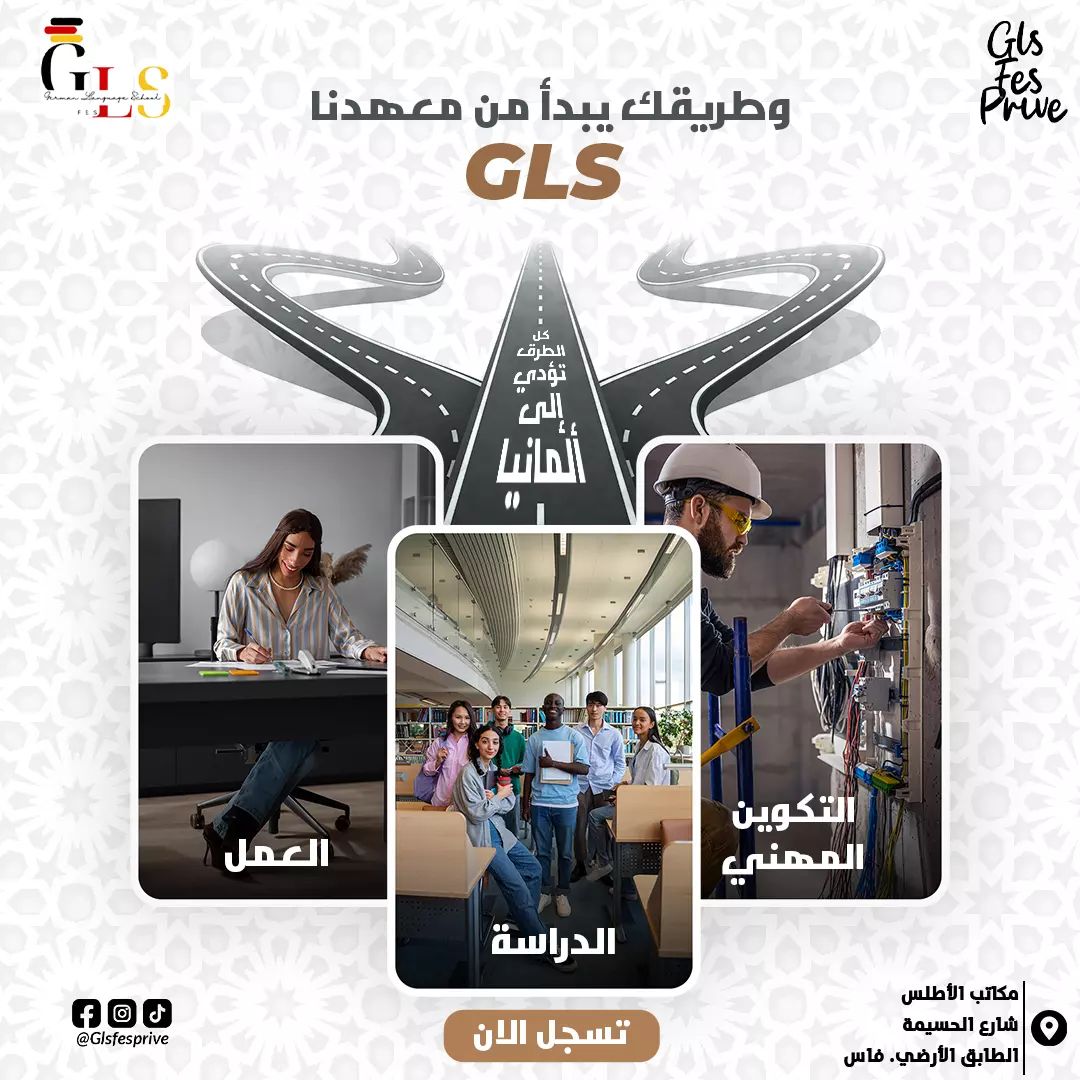 GLS
German Language School
FES
Gls
Fes
Prive
وطريقك يبدأ من معهدنا
GLS
كل
الطرق
تؤدي
إلى
ألمانيا
العمل
الدراسة
التكوين
المهني
تسجل الان
@Glsfesprive
مكاتب الأطلس
شارع الحسيمة
الطابق الأرضي. فاس